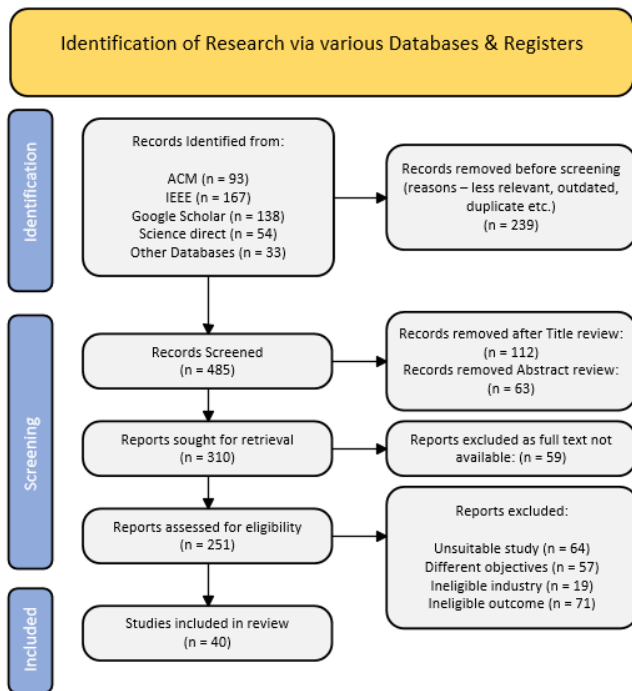 Identification of Research via various Databases & Registers
Identification
Records Identified from:
ACM (n = 93)
IEEE (n = 167)
Google Scholar (n = 138)
Science direct (n = 54)
Other Databases (n = 33)
Records removed before screening
(reasons – less relevant, outdated,
duplicate etc.)
(n = 239)
Screening
Records Screened
(n = 485)
Records removed after Title review:
(n = 112)
Records removed Abstract review:
(n = 63)
Reports sought for retrieval
(n = 310)
Reports excluded as full text not
available: (n = 59)
Reports assessed for eligibility
(n = 251)
Reports excluded:
Unsuitable study (n = 64)
Different objectives (n = 57)
Ineligible industry (n = 19)
Ineligible outcome (n = 71)
Included
Studies included in review
(n = 40)